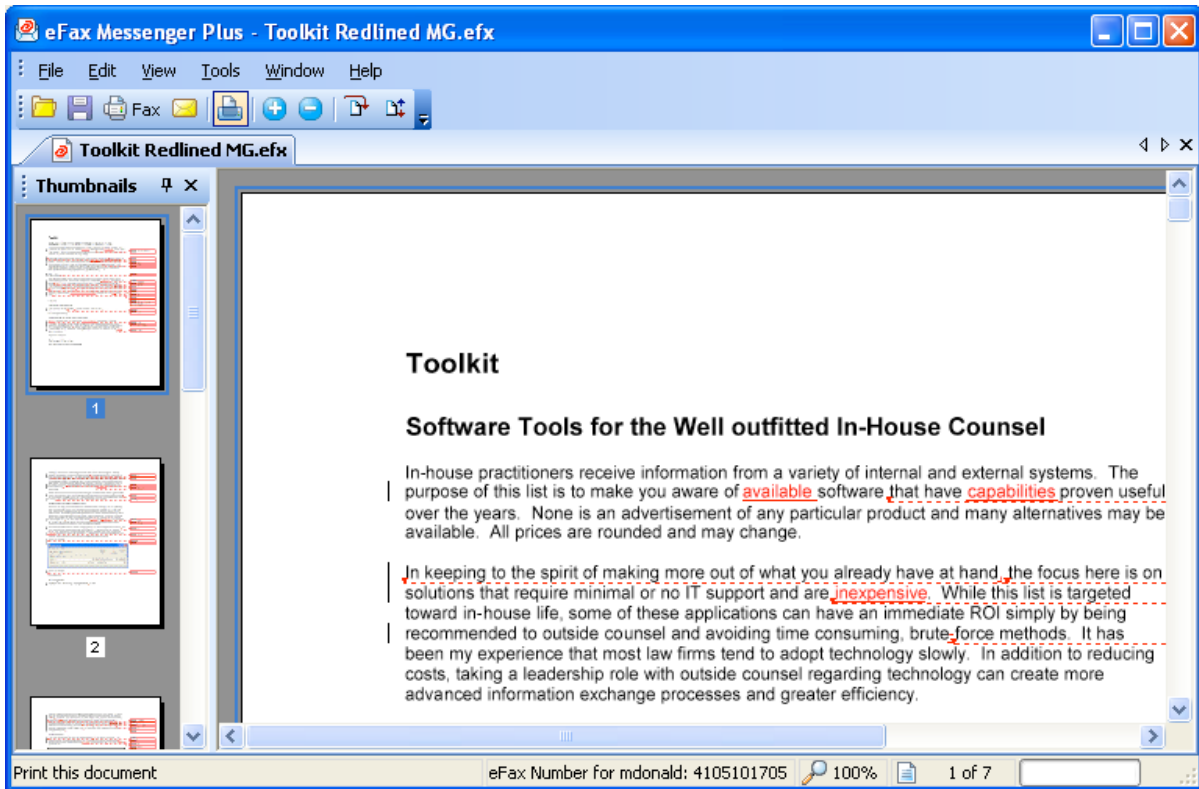 eFax Messenger Plus - Toolkit Redlined MG.efx
File Edit View Tools Window Help
Fax
Toolkit Redlined MG.efx
Thumbnails
1
2
Toolkit
Software Tools for the Well outfitted In-House Counsel
In-house practitioners receive information from a variety of internal and external systems. The
purpose of this list is to make you aware of available software that have capabilities proven useful
over the years. None is an advertisement of any particular product and many alternatives may be
available. All prices are rounded and may change.
In keeping to the spirit of making more out of what you already have at hand, the focus here is on
solutions that require minimal or no IT support and are inexpensive. While this list is targeted
toward in-house life, some of these applications can have an immediate ROI simply by being
recommended to outside counsel and avoiding time consuming, brute-force methods. It has
been my experience that most law firms tend to adopt technology slowly. In addition to reducing
costs, taking a leadership role with outside counsel regarding technology can create more
advanced information exchange processes and greater efficiency.
Print this document eFax Number for mdonald: 4105101705 100% 1 of 7